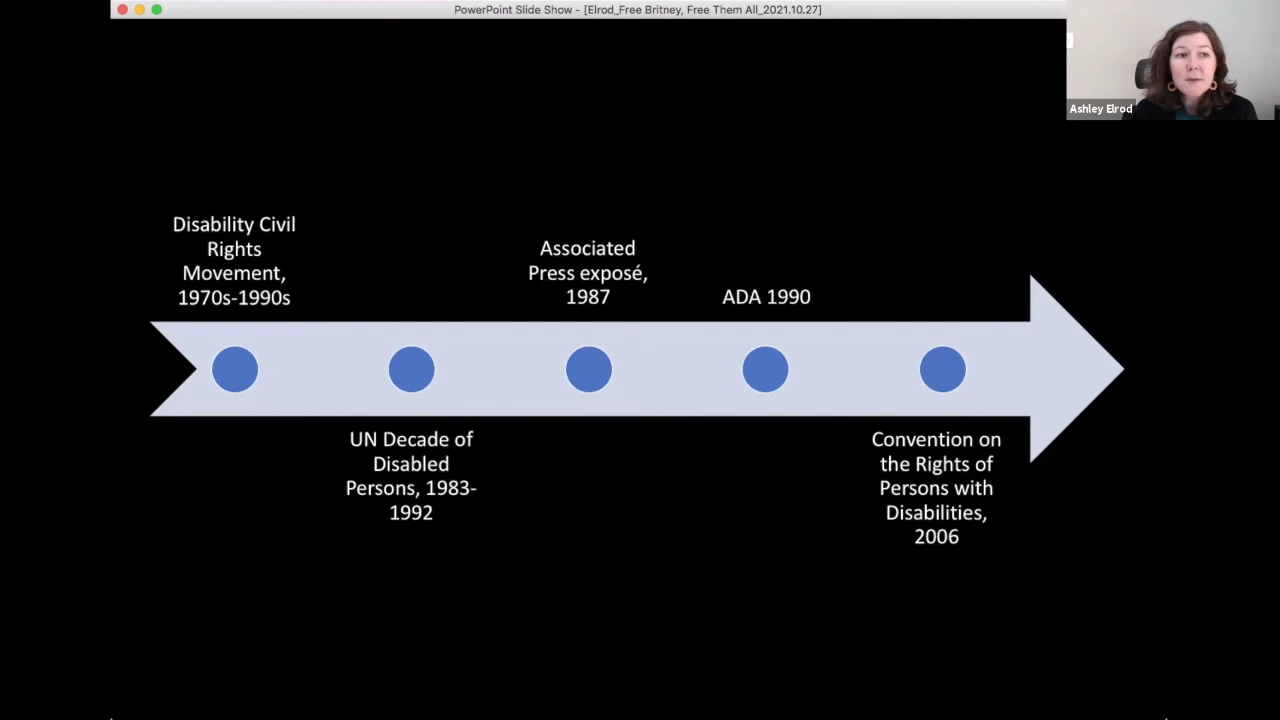 PowerPoint Slide Show - [Elrod_Free Britney, Free Them All_2021.10.27]
Ashley Elrod
Disability Civil
Rights
Movement,
1970s-1990s
UN Decade of
Disabled
Persons, 1983-
1992
Associated
Press exposé,
1987
ADA 1990
Convention on
the Rights of
Persons with
Disabilities,
2006